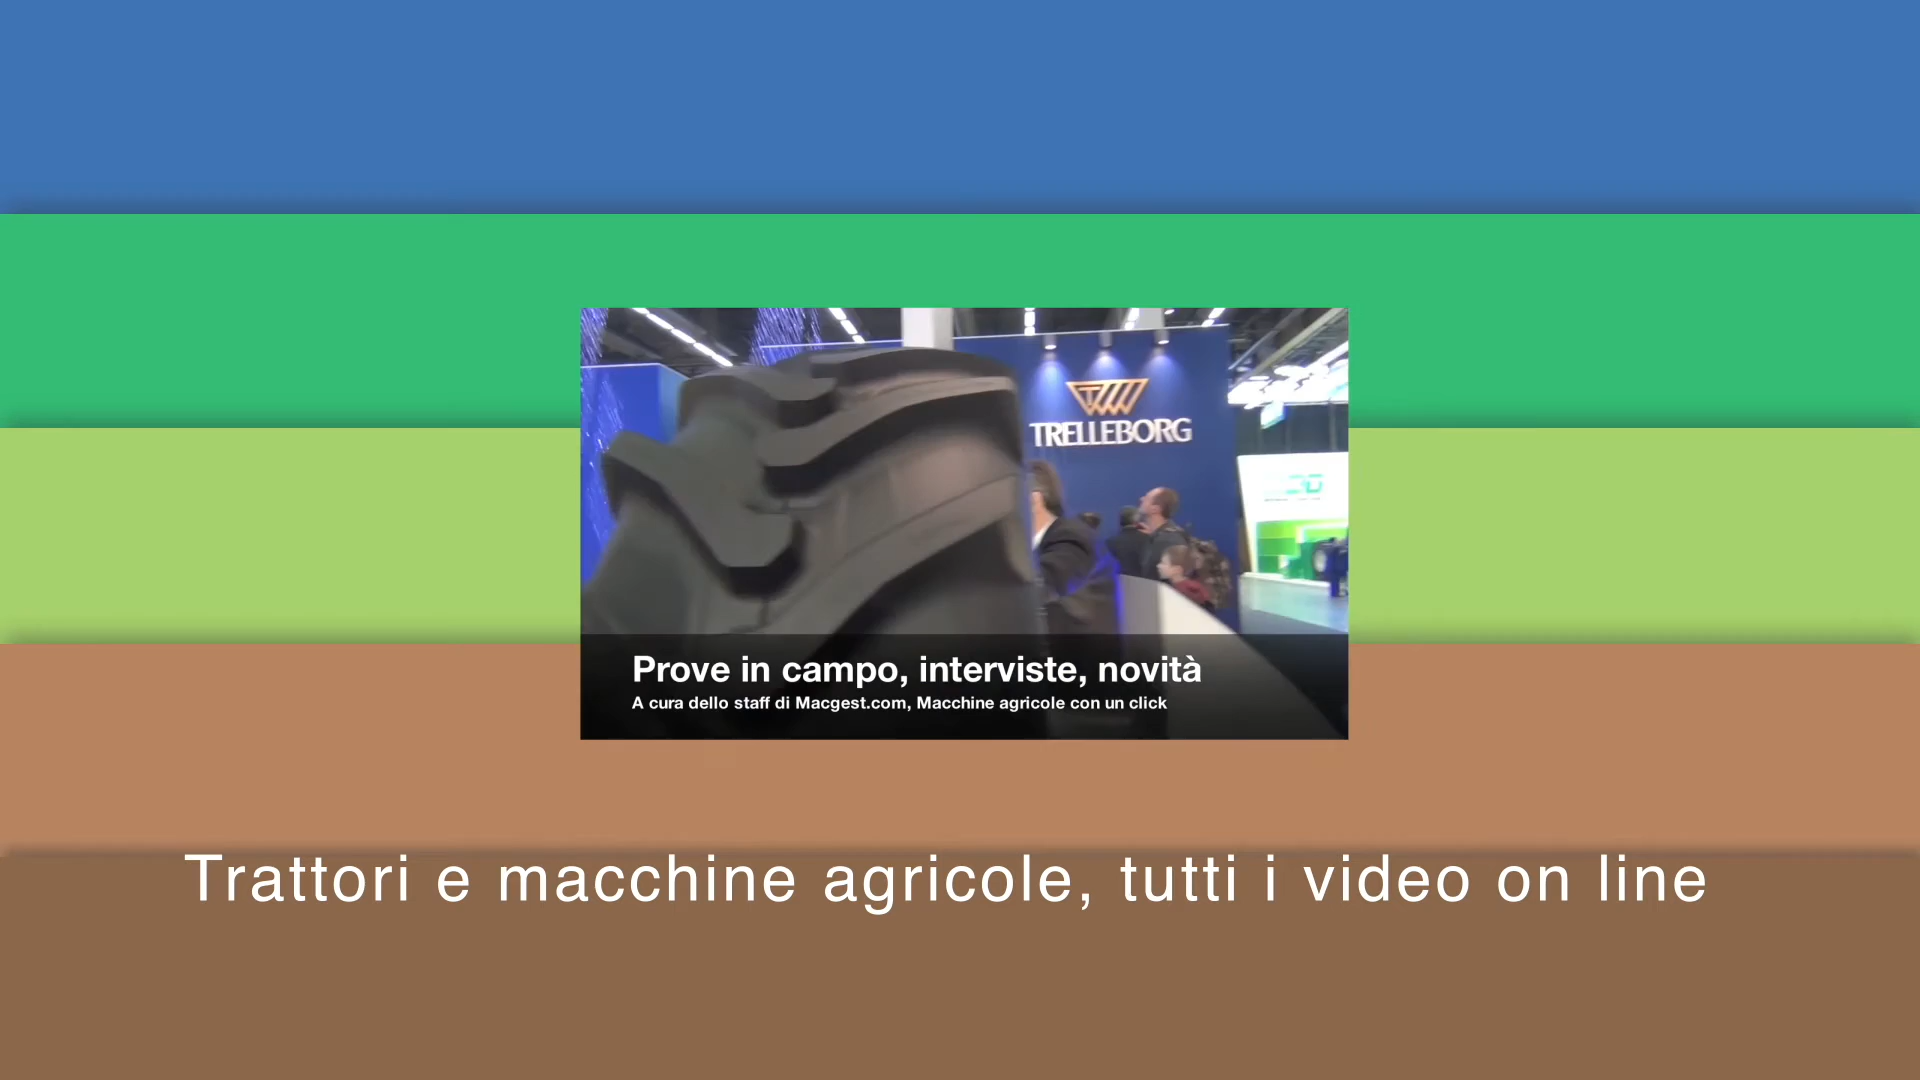 TRELLEBORG
Prove in campo, interviste, novità
A cura dello staff di Macgest.com, Macchine agricole con un click
Trattori e macchine agricole, tutti i video on line